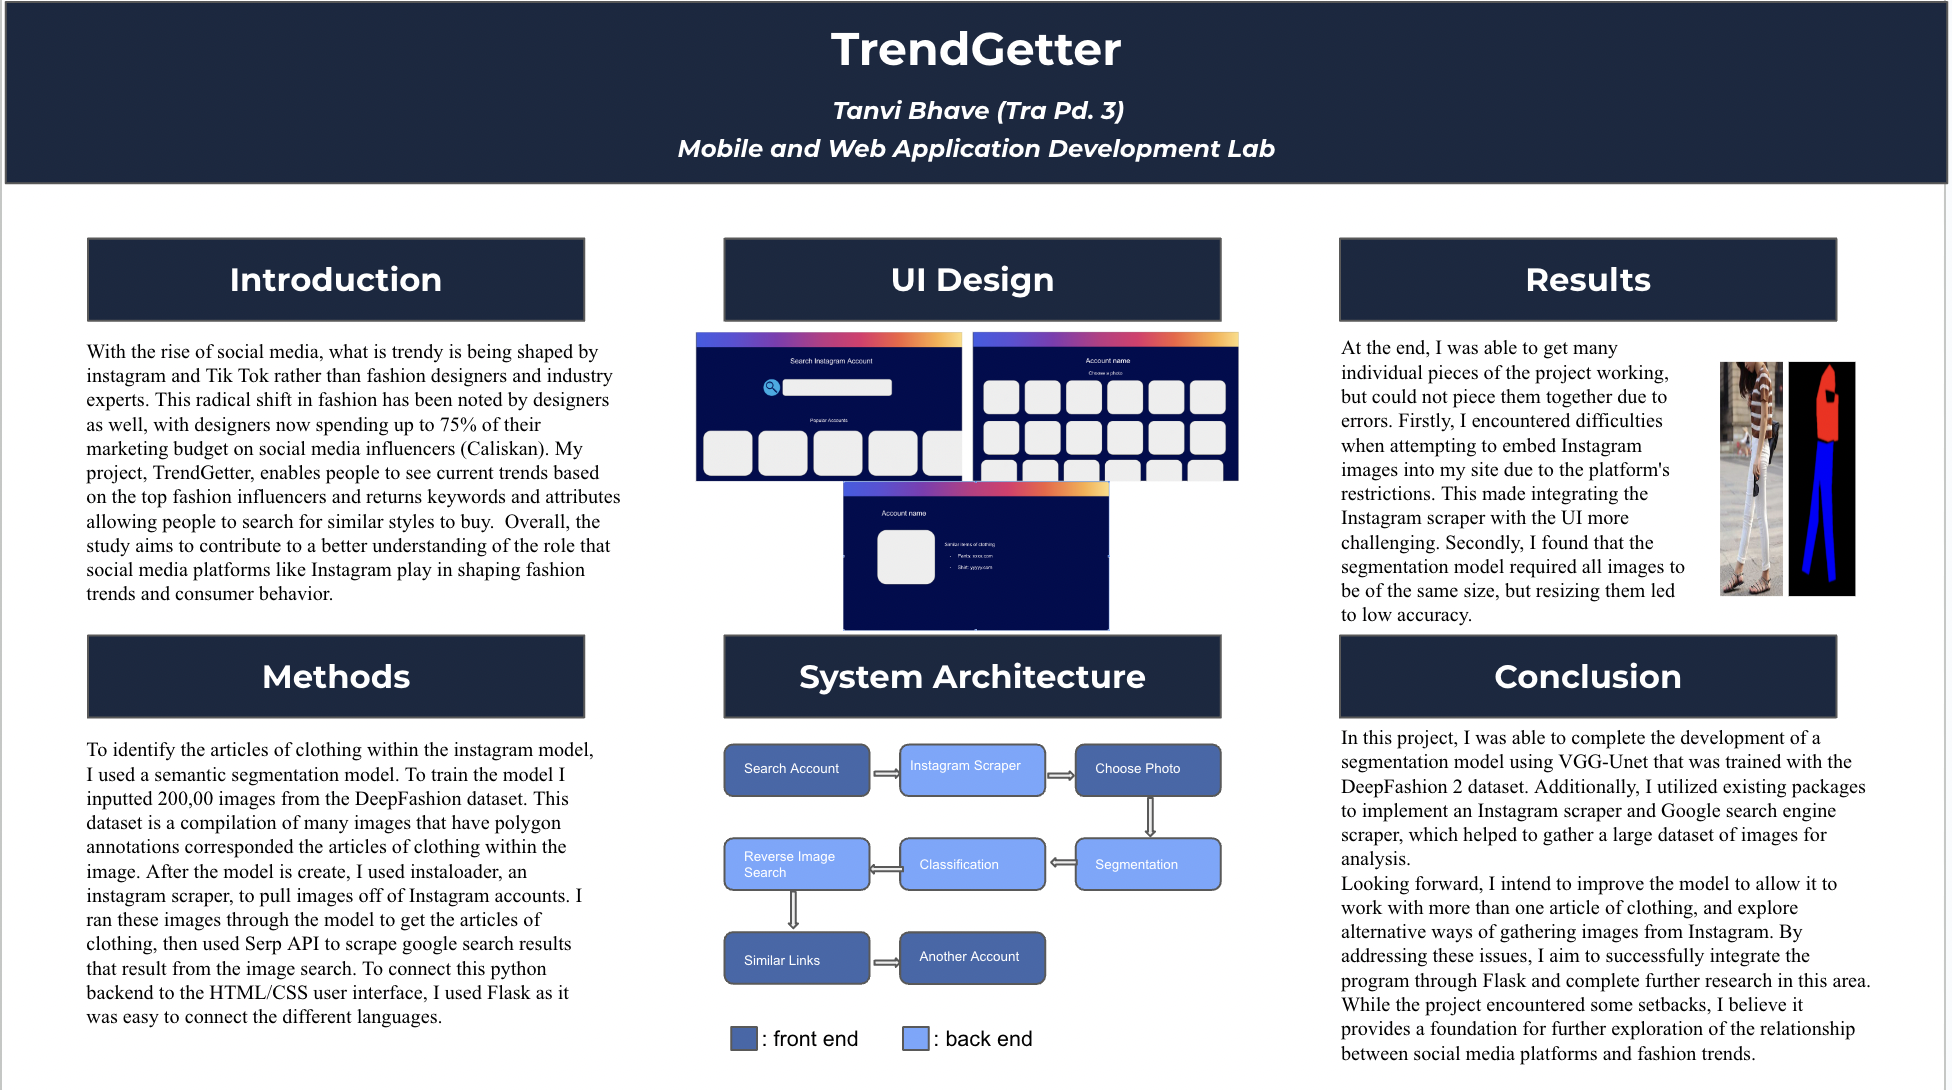 TrendGetter
Tanvi Bhave (Tra Pd. 3)
Mobile and Web Application Development Lab
Introduction
With the rise of social media, what is trendy is being shaped by
instagram and Tik Tok rather than fashion designers and industry
experts. This radical shift in fashion has been noted by designers
as well, with designers now spending up to 75% of their
marketing budget on social media influencers (Caliskan). My
project, TrendGetter, enables people to see current trends based
on the top fashion influencers and returns keywords and attributes
allowing people to search for similar styles to buy.  Overall, the
study aims to contribute to a better understanding of the role that
social media platforms like Instagram play in shaping fashion
trends and consumer behavior.
Methods
To identify the articles of clothing within the instagram model,
I used a semantic segmentation model. To train the model I
inputted 200,00 images from the DeepFashion dataset. This
dataset is a compilation of many images that have polygon
annotations corresponded the articles of clothing within the
image. After the model is create, I used instaloader, an
instagram scraper, to pull images off of Instagram accounts. I
ran these images through the model to get the articles of
clothing, then used Serp API to scrape google search results
that result from the image search. To connect this python
backend to the HTML/CSS user interface, I used Flask as it
was easy to connect the different languages.
UI Design
Search Instagram Account
Popular Accounts
Account name
Choose a photo
Account name
Similar items of clothing
Pants: xxxx.com
Shirt: yyyyy.com
System Architecture
Search Account
Instagram Scraper
Choose Photo
Reverse Image
Search
Classification
Segmentation
Similar Links
Another Account
: front end
: back end
Results
At the end, I was able to get many
individual pieces of the project working,
but could not piece them together due to
errors. Firstly, I encountered difficulties
when attempting to embed Instagram
images into my site due to the platform's
restrictions. This made integrating the
Instagram scraper with the UI more
challenging. Secondly, I found that the
segmentation model required all images to
be of the same size, but resizing them led
to low accuracy.
Conclusion
In this project, I was able to complete the development of a
segmentation model using VGG-Unet that was trained with the
DeepFashion 2 dataset. Additionally, I utilized existing packages
to implement an Instagram scraper and Google search engine
scraper, which helped to gather a large dataset of images for
analysis.
Looking forward, I intend to improve the model to allow it to
work with more than one article of clothing, and explore
alternative ways of gathering images from Instagram. By
addressing these issues, I aim to successfully integrate the
program through Flask and complete further research in this area.
While the project encountered some setbacks, I believe it
provides a foundation for further exploration of the relationship
between social media platforms and fashion trends.